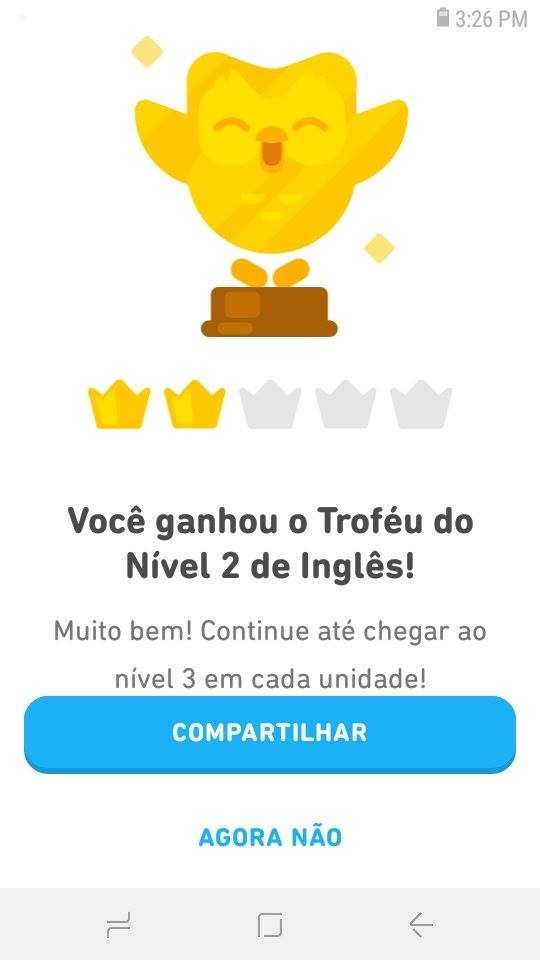 3:26 PM
Você ganhou o Troféu do
Nível 2 de Inglês!
Muito bem! Continue até chegar ao
nível 3 em cada unidade!
COMPARTILHAR
AGORA NÃO